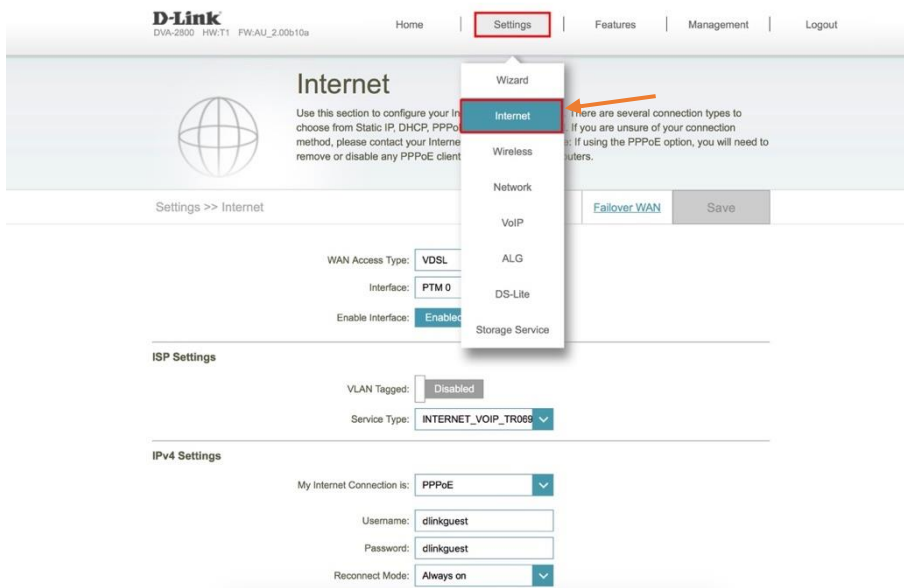 D-Link
DVA-2800 HW:T1 FW:AU_2.00b10a
Home
Settings
Features
Management
Logout
Wizard
Internet
Wireless
Network
VoIP
ALG
DS-Lite
Storage Service
Internet
Use this section to configure your In here are several connection types to
choose from Static IP, DHCP, PPPo If you are unsure of your connection
method, please contact your Interne If using the PPPoE option, you will need to
remove or disable any PPPoE client uters.
Settings >> Internet
Failover WAN
Save
WAN Access Type: VDSL
Interface: PTM 0
Enable Interface: Enabled
ISP Settings
VLAN Tagged: Disabled
Service Type: INTERNET_VOIP_TR069
IPv4 Settings
My Internet Connection is: PPPoE
Username: dlinkguest
Password: dlinkguest
Reconnect Mode: Always on